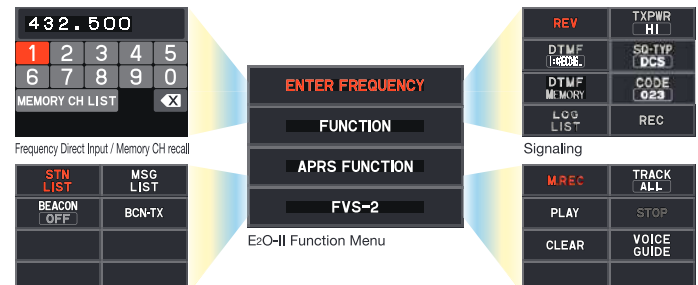 432.500
1 2 3 4 5
6 7 8 9 0
MEMORY CH LIST X
Frequency Direct Input / Memory CH recall
STN LIST
MSG LIST
BEACON OFF
BCN-TX
ENTER FREQUENCY
FUNCTION
APRS FUNCTION
FVS-2
E2O-II Function Menu
REV
TXPWR HI
DTMF
SQ-TYP DCS
DTMF MEMORY
CODE 023
LOG LIST
REC
Signaling
M.REC
TRACK ALL
PLAY
STOP
CLEAR
VOICE GUIDE